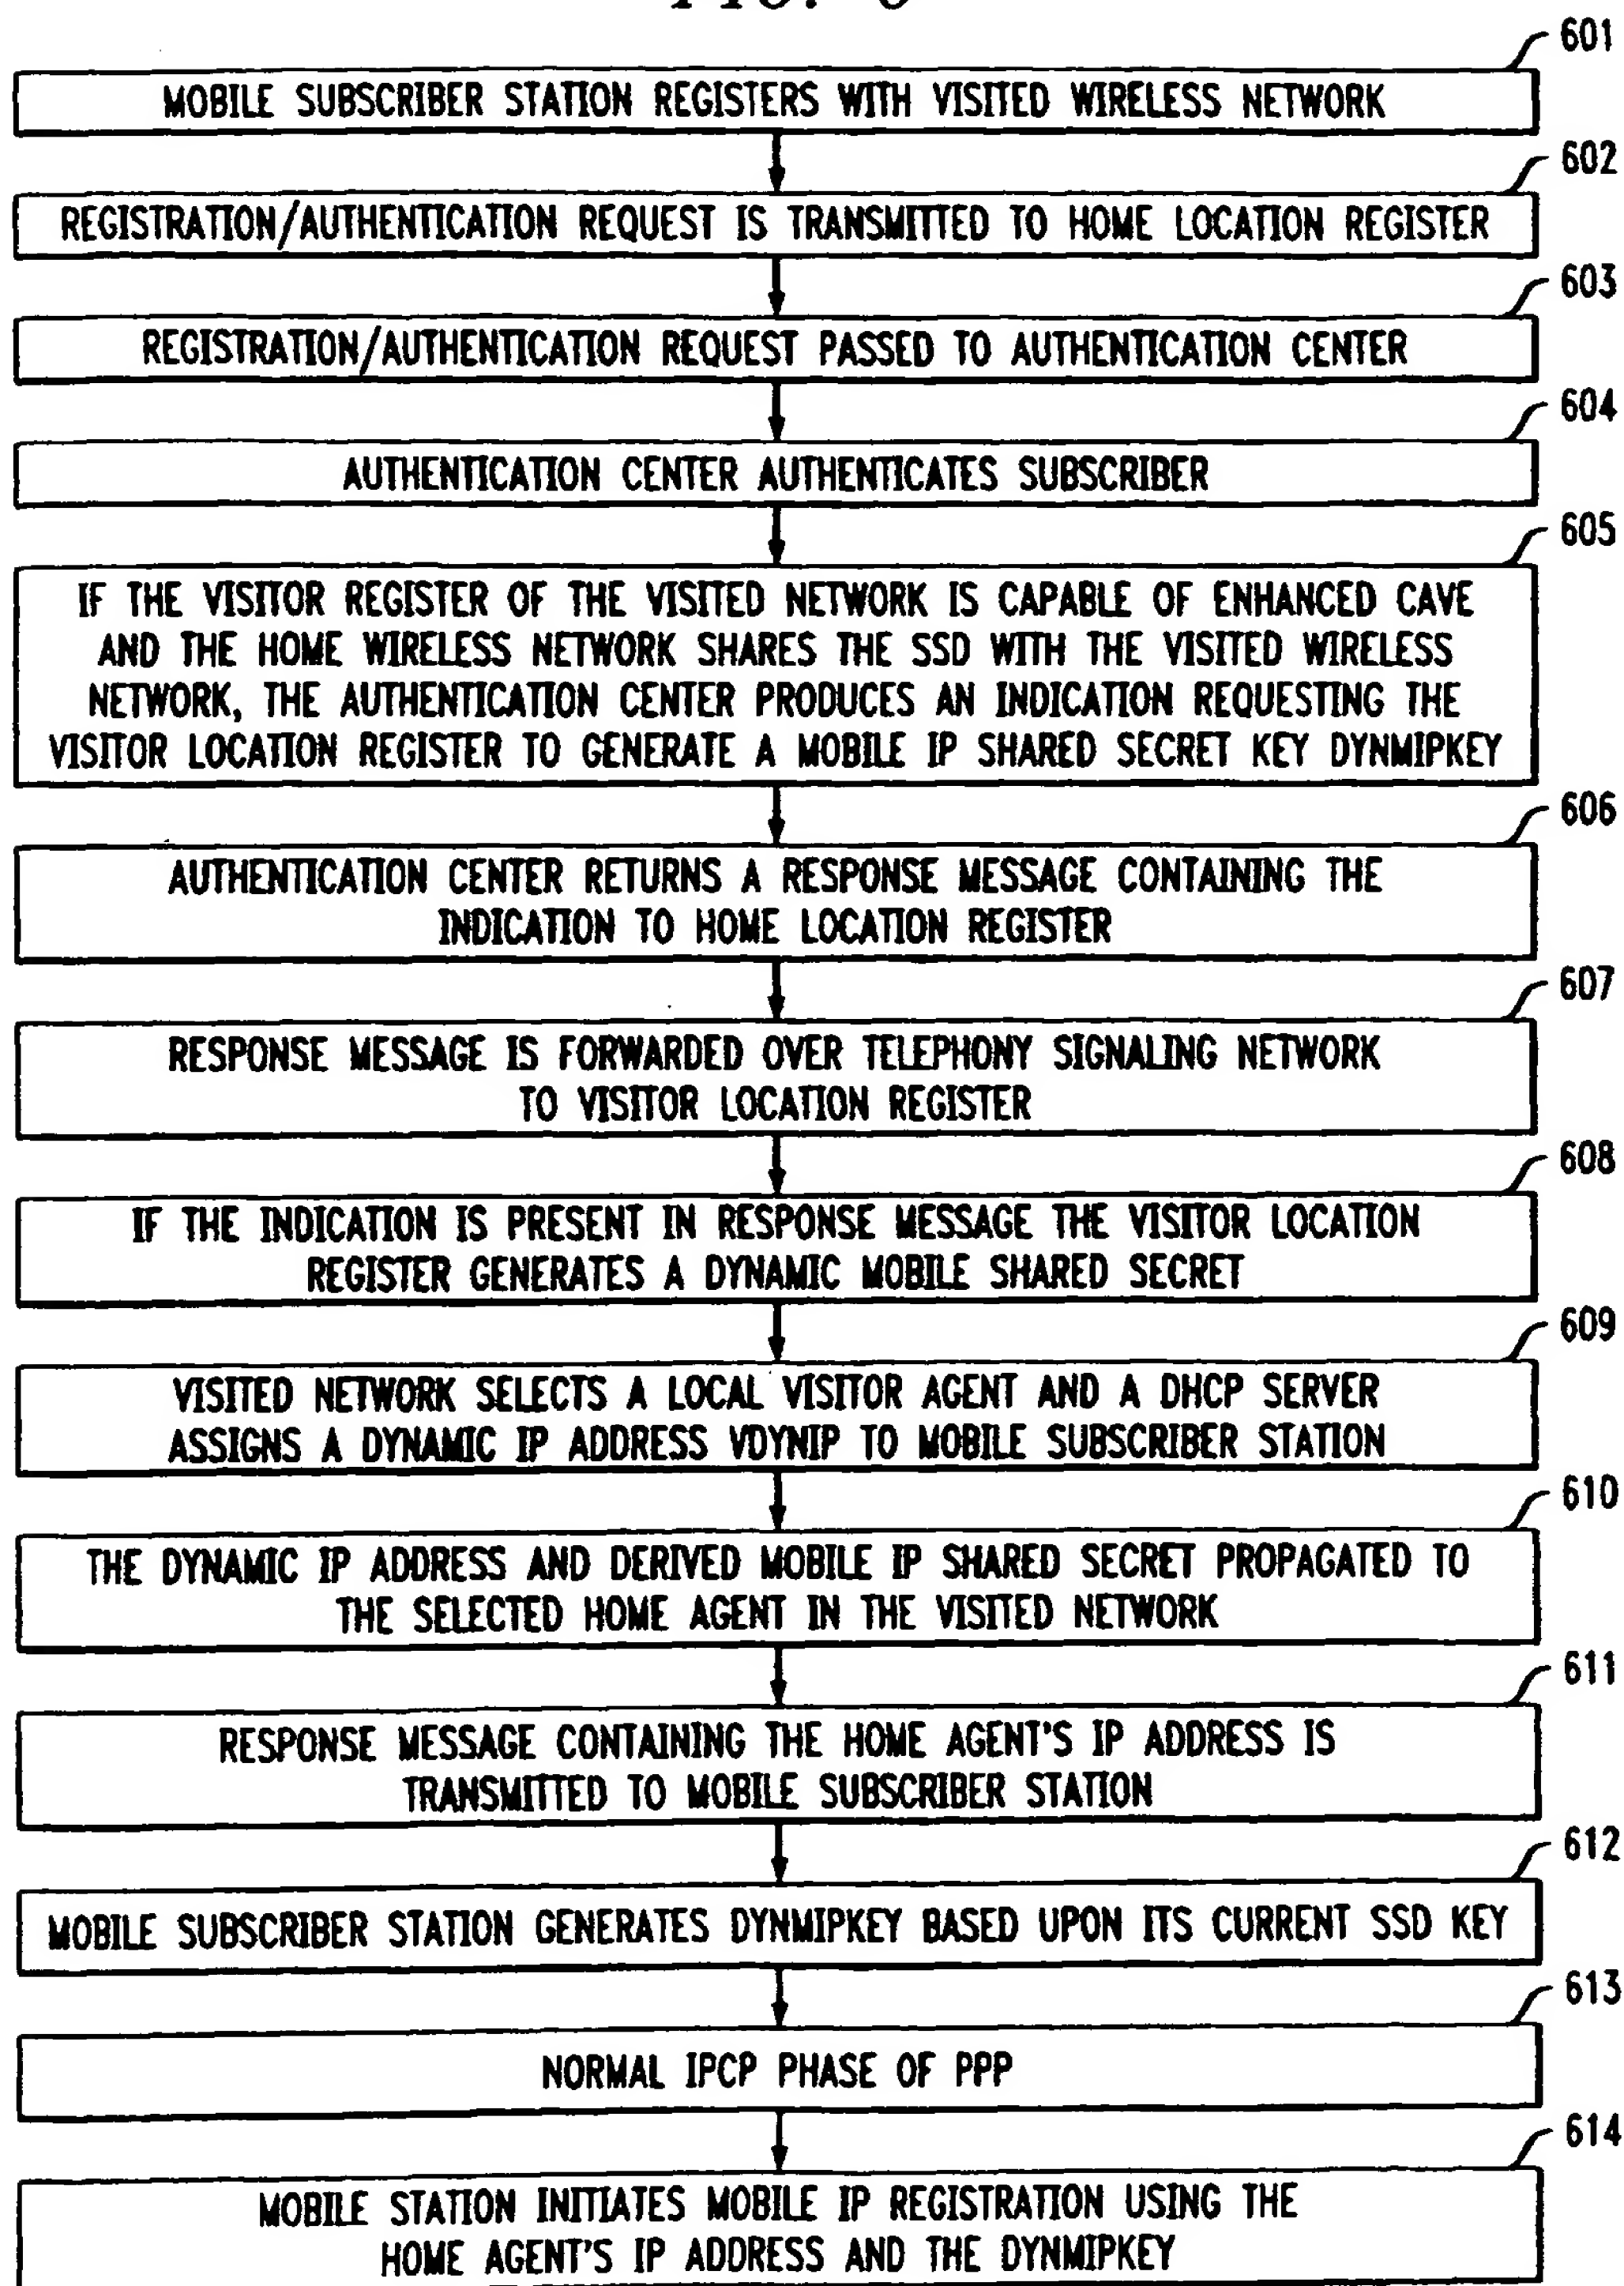 FIG. 6
601
MOBILE SUBSCRIBER STATION REGISTERS WITH VISITED WIRELESS NETWORK
602
REGISTRATION/AUTHENTICATION REQUEST IS TRANSMITTED TO HOME LOCATION REGISTER
603
REGISTRATION/AUTHENTICATION REQUEST PASSED TO AUTHENTICATION CENTER
604
AUTHENTICATION CENTER AUTHENTICATES SUBSCRIBER
605
IF THE VISITOR REGISTER OF THE VISITED NETWORK IS CAPABLE OF ENHANCED CAVE
AND THE HOME WIRELESS NETWORK SHARES THE SSD WITH THE VISITED WIRELESS
NETWORK, THE AUTHENTICATION CENTER PRODUCES AN INDICATION REQUESTING THE
VISITOR LOCATION REGISTER TO GENERATE A MOBILE IP SHARED SECRET KEY DYNMIPKEY
606
AUTHENTICATION CENTER RETURNS A RESPONSE MESSAGE CONTAINING THE
INDICATION TO HOME LOCATION REGISTER
607
RESPONSE MESSAGE IS FORWARDED OVER TELEPHONY SIGNALING NETWORK
TO VISITOR LOCATION REGISTER
608
IF THE INDICATION IS PRESENT IN RESPONSE MESSAGE THE VISITOR LOCATION
REGISTER GENERATES A DYNAMIC MOBILE SHARED SECRET
609
VISITED NETWORK SELECTS A LOCAL VISITOR AGENT AND A DHCP SERVER
ASSIGNS A DYNAMIC IP ADDRESS VDYNIP TO MOBILE SUBSCRIBER STATION
610
THE DYNAMIC IP ADDRESS AND DERIVED MOBILE IP SHARED SECRET PROPAGATED TO
THE SELECTED HOME AGENT IN THE VISITED NETWORK
611
RESPONSE MESSAGE CONTAINING THE HOME AGENT'S IP ADDRESS IS
TRANSMITTED TO MOBILE SUBSCRIBER STATION
612
MOBILE SUBSCRIBER STATION GENERATES DYNMIPKEY BASED UPON ITS CURRENT SSD KEY
613
NORMAL IPCP PHASE OF PPP
614
MOBILE STATION INITIATES MOBILE IP REGISTRATION USING THE
HOME AGENT'S IP ADDRESS AND THE DYNMIPKEY